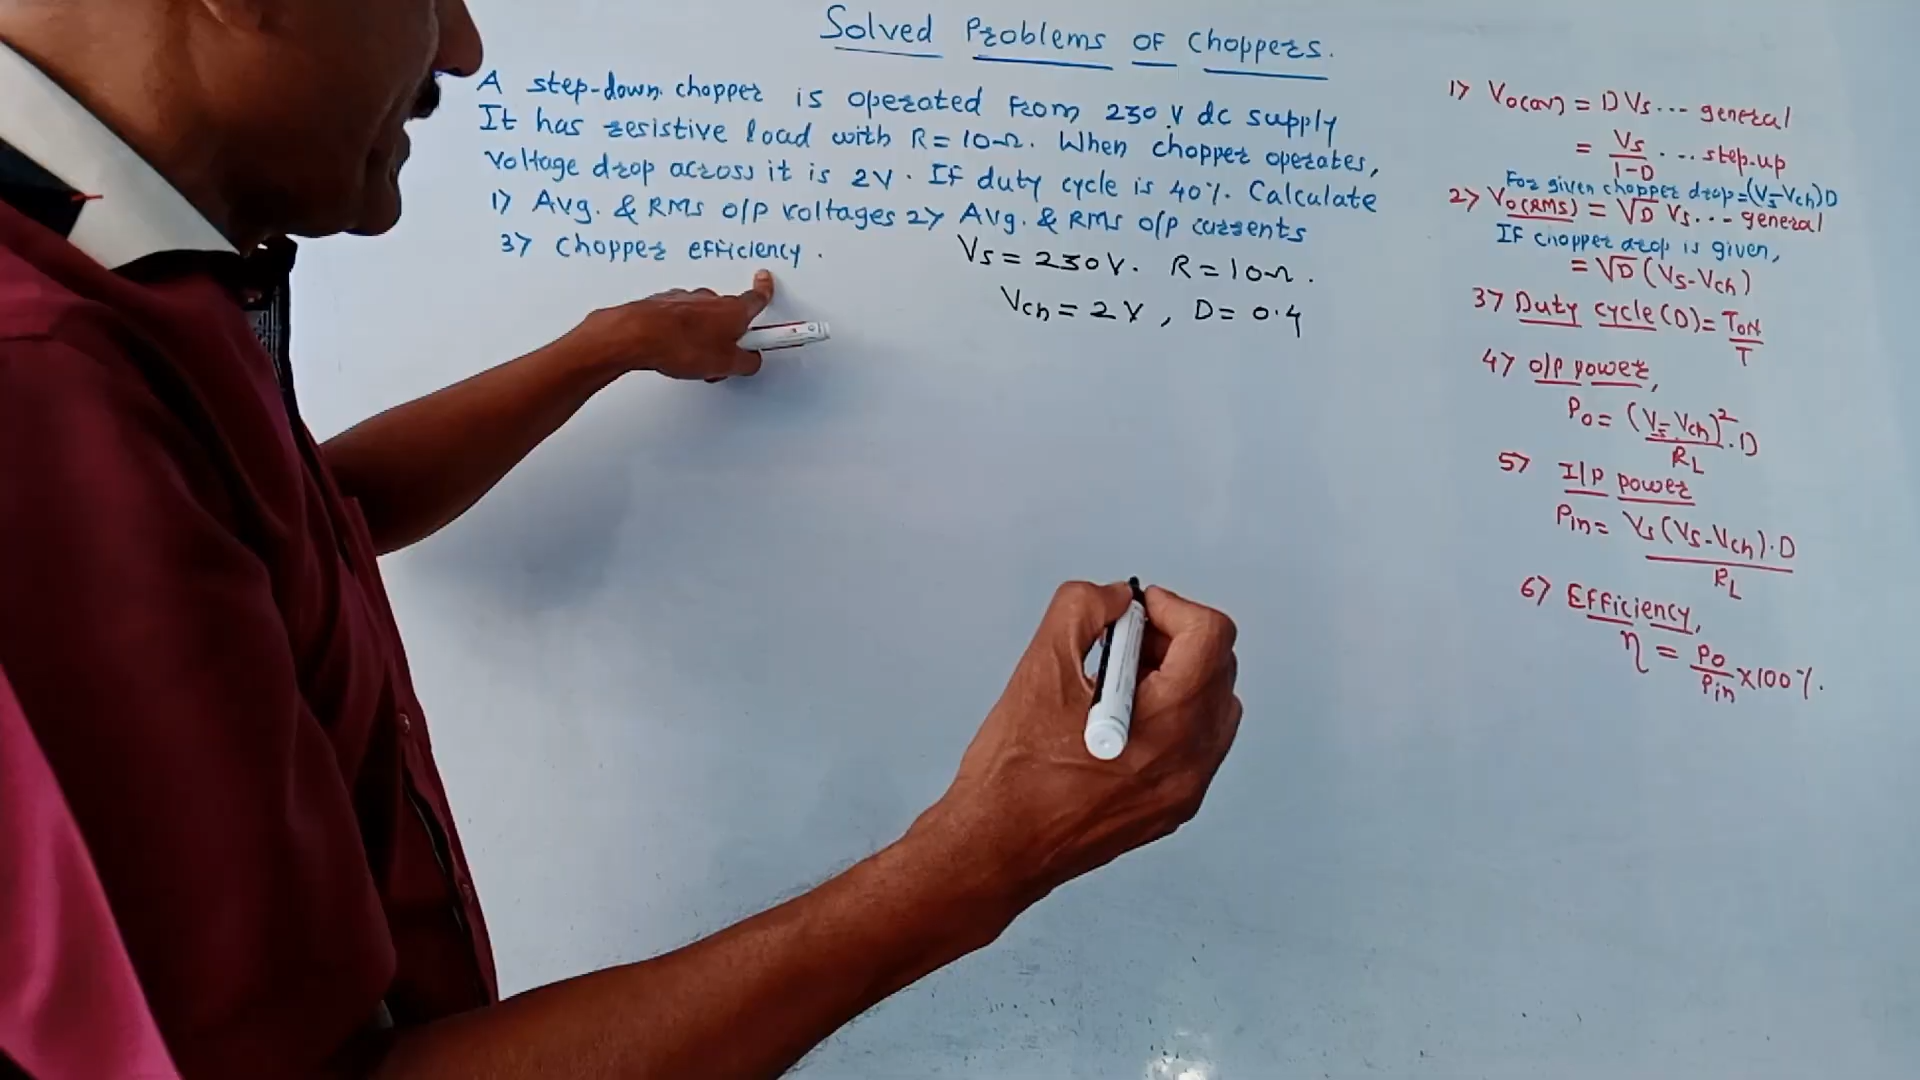 Solved Problems OF Choppers.
A step-down chopper is operated from 230 V dc supply
It has resistive load with R = 10Ω. When chopper operates,
voltage drop across it is 2V. If duty cycle is 40%. Calculate
1) Avg. & RMS o/p voltages 2) Avg. & RMS o/p currents
3) Chopper efficiency.
Vs = 230V. R = 10Ω.
Vch = 2V, D = 0.4
1) Vo(av) = DVs ... general
= Vs/1-D ... step-up
For given chopper drop = (Vs-Vch)D
2) Vo(RMS) = √D Vs ... general
If chopper drop is given,
= √D (Vs-Vch)
3) Duty cycle (D) = TON/T
4) o/p power,
Po = (Vs-Vch)²/RL . D
5) I/p power
Pin = Vs(Vs-Vch).D/RL
6) Efficiency,
η = Po/Pin x100%.